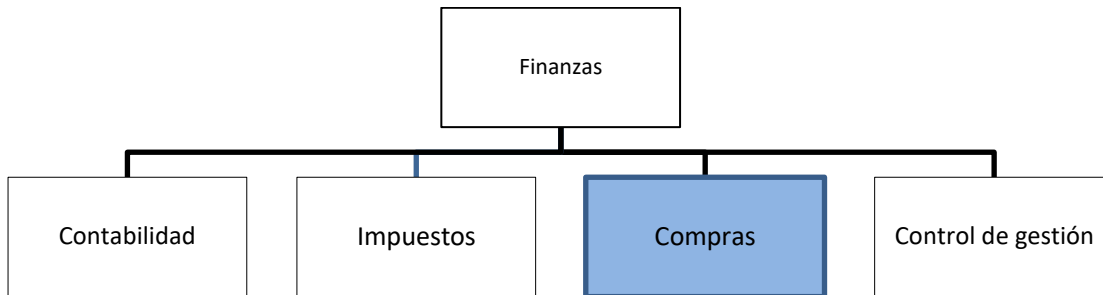 Finanzas
Contabilidad
Impuestos
Compras
Control de gestión